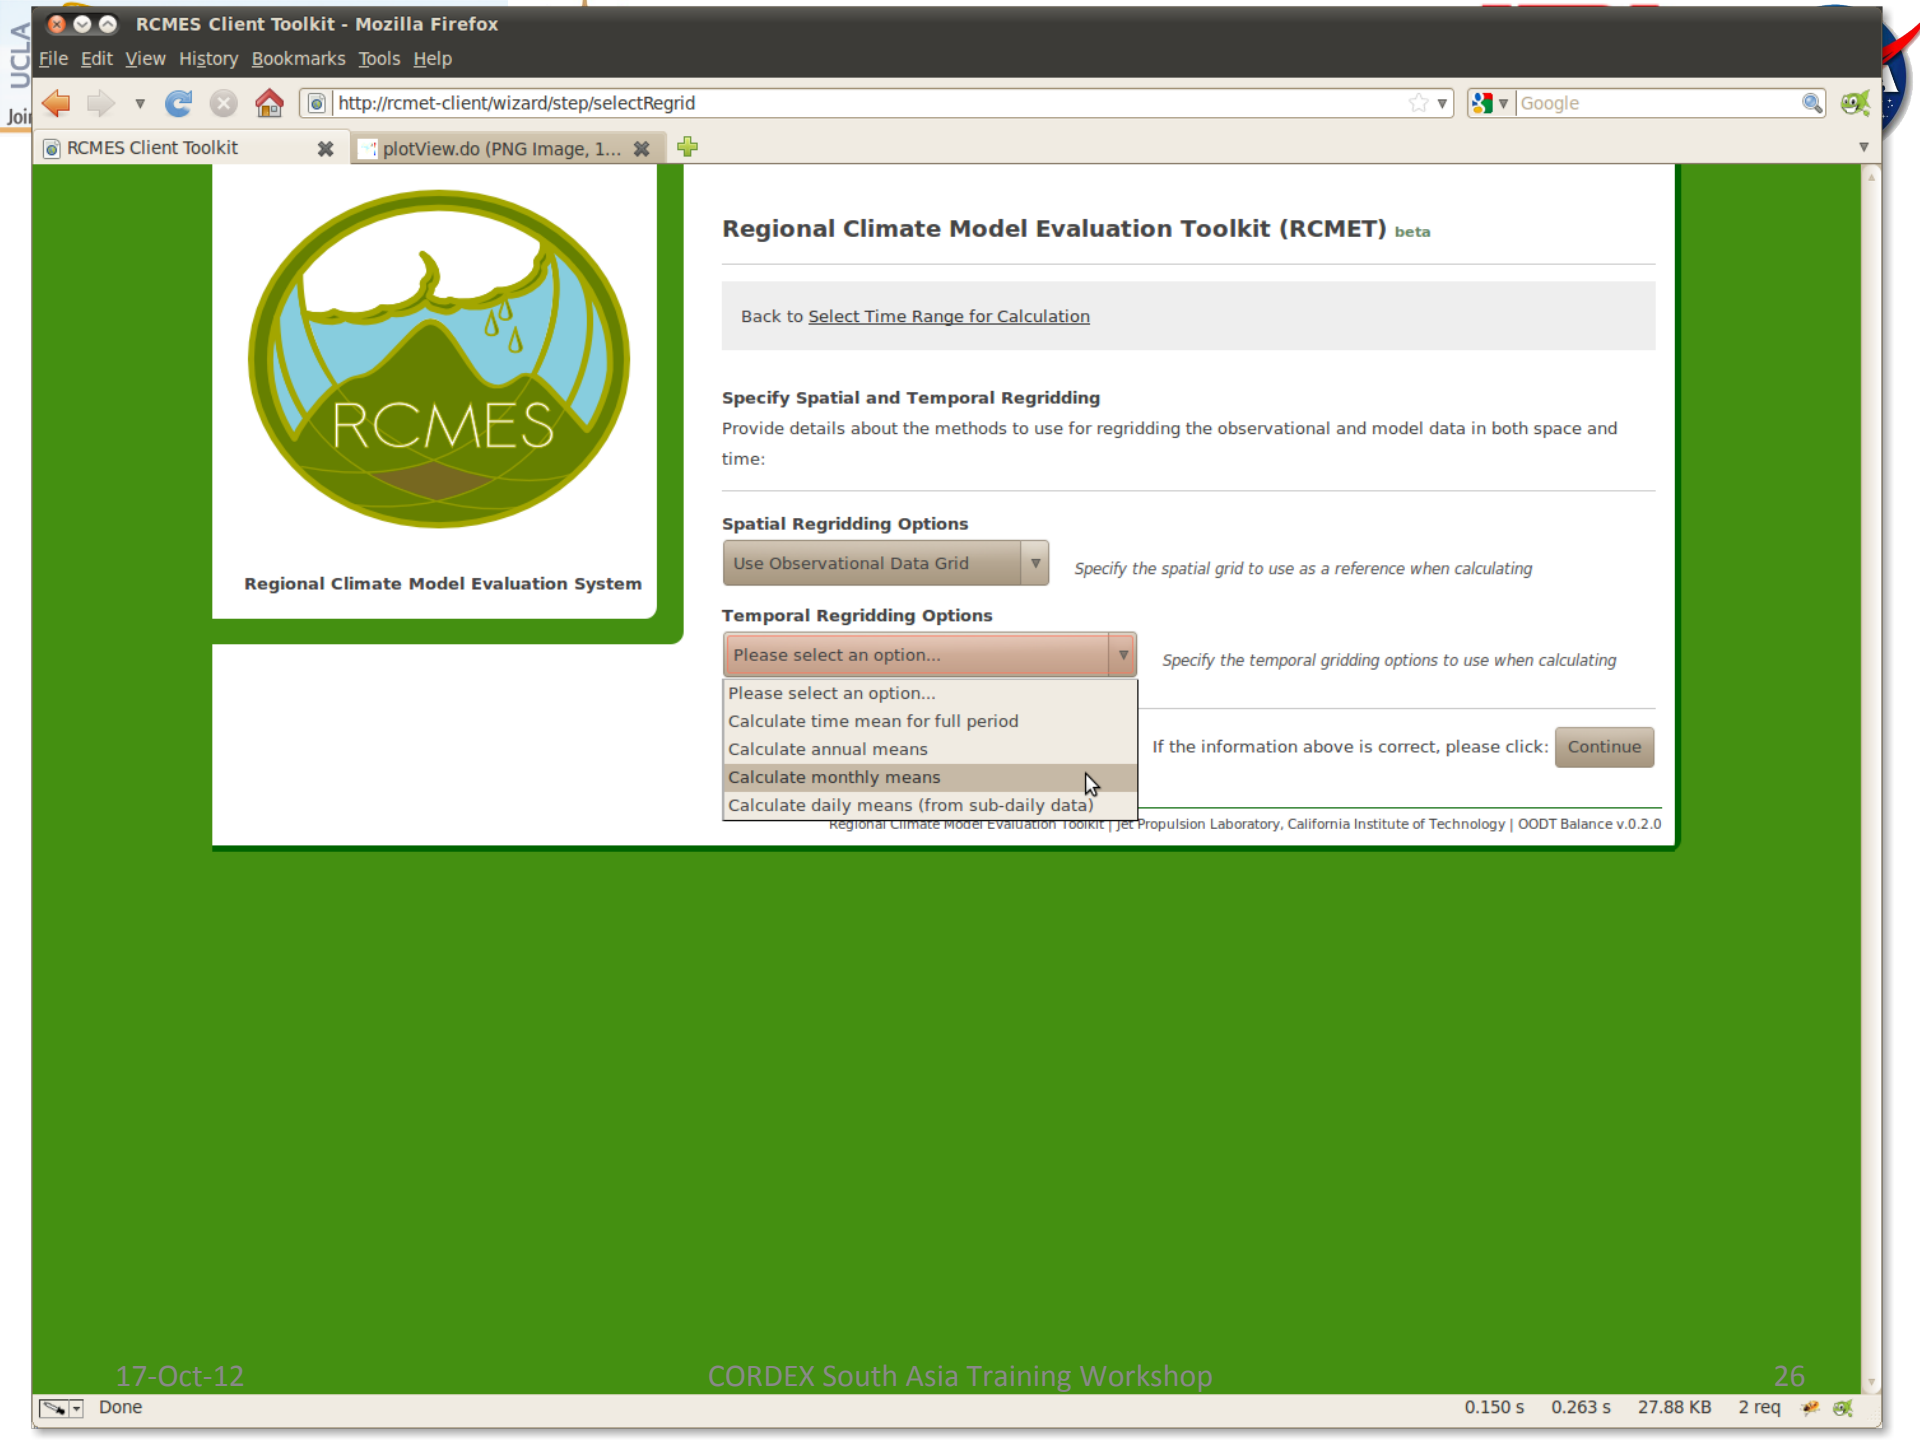 UCLA
Joi
RCMES Client Toolkit - Mozilla Firefox
File Edit View History Bookmarks Tools Help
http://rcmet-client/wizard/step/selectRegrid
Google
RCMES Client Toolkit
plotView.do (PNG Image, 1...
RCMES
Regional Climate Model Evaluation System
Regional Climate Model Evaluation Toolkit (RCMET) beta
Back to Select Time Range for Calculation
Specify Spatial and Temporal Regridding
Provide details about the methods to use for regridding the observational and model data in both space and
time:
Spatial Regridding Options
Use Observational Data Grid
Specify the spatial grid to use as a reference when calculating
Temporal Regridding Options
Please select an option...
Specify the temporal gridding options to use when calculating
Please select an option...
Calculate time mean for full period
Calculate annual means
Calculate monthly means
Calculate daily means (from sub-daily data)
If the information above is correct, please click: Continue
Regional Climate Model Evaluation Toolkit | Jet Propulsion Laboratory, California Institute of Technology | OODT Balance v.0.2.0
17-Oct-12
CORDEX South Asia Training Workshop
26
Done
0.150 s 0.263 s 27.88 KB 2 req